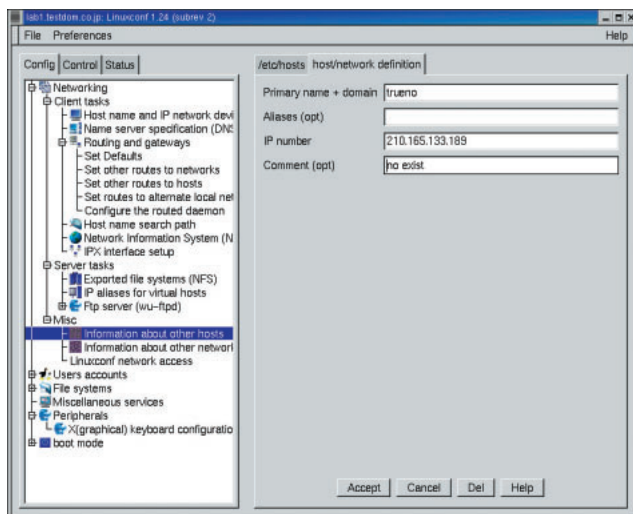 lab1.testdom.co.jp: Linuxconf 1.24 (subrev 2)
File Preferences Help
Config Control Status
Networking
Client tasks
Host name and IP network devi
Name server specification (DNS
Routing and gateways
Set Defaults
Set other routes to networks
Set other routes to hosts
Set routes to alternate local net
Configure the routed daemon
Host name search path
Network Information System (N
IPX interface setup
Server tasks
Exported file systems (NFS)
IP aliases for virtual hosts
Ftp server (wu-ftpd)
Misc
Information about other hosts
Information about other network
Linuxconf network access
Users accounts
File systems
Miscellaneous services
Peripherals
X(graphical) keyboard configuratio
boot mode
/etc/hosts host/network definition
Primary name + domain trueno
Aliases (opt)
IP number 210.165.133.189
Comment (opt) no exist
Accept Cancel Del Help